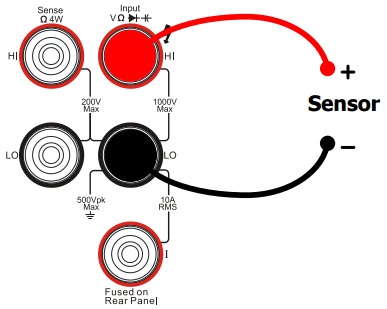 Sense
Ω 4W
Input
V Ω
HI
HI
+
200V
Max
1000V
Max
Sensor
LO
LO
−
500Vpk
Max
10A
RMS
I
Fused on
Rear Panel